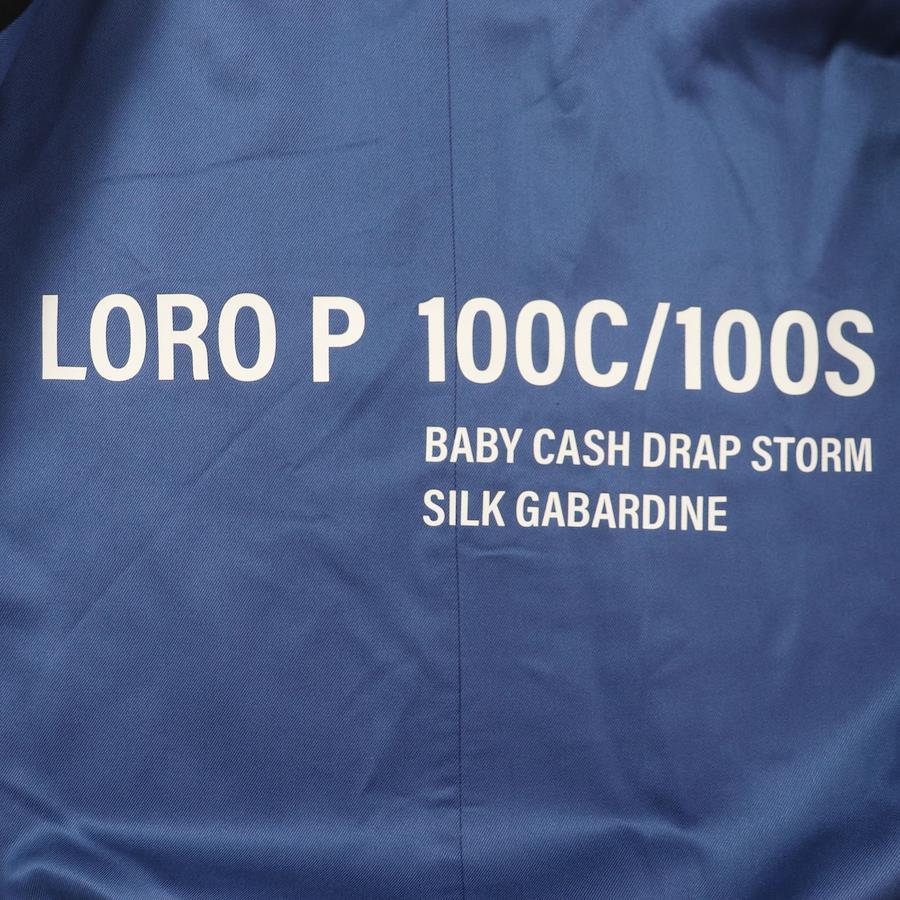 LORO P 100C/100S
BABY CASH DRAP STORM
SILK GABARDINE